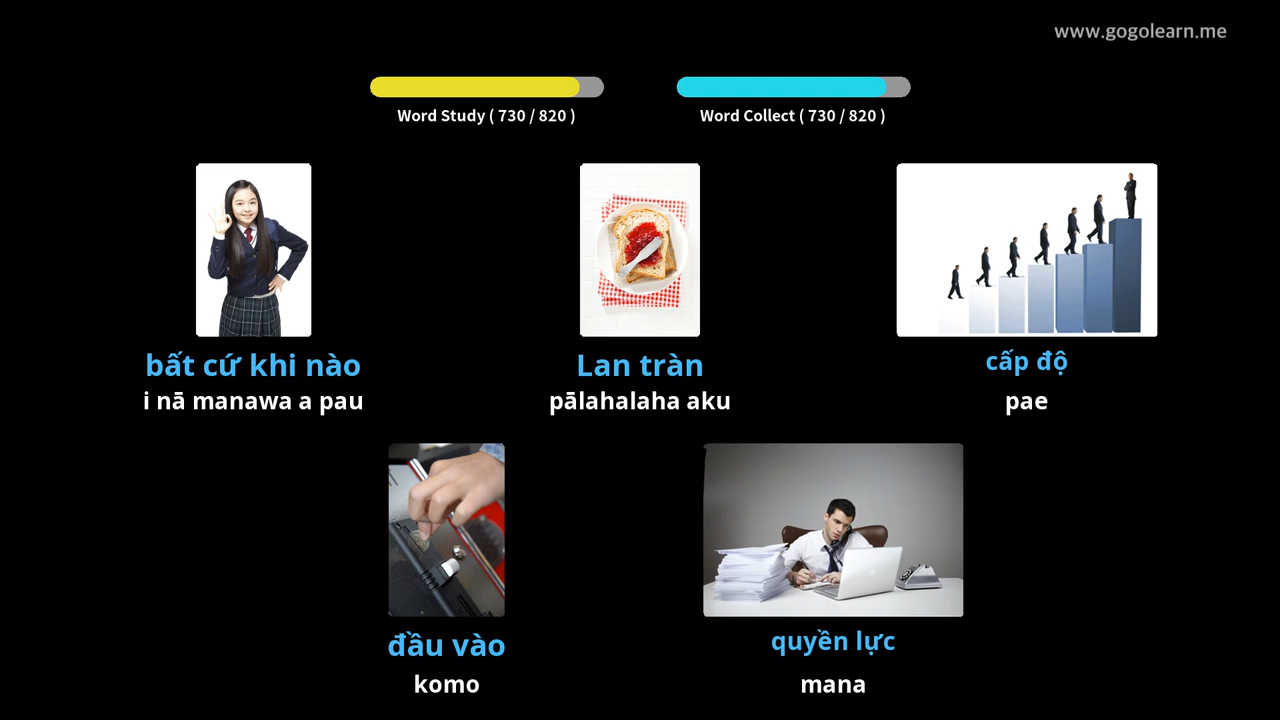 www.gogolearn.me
Word Study ( 730 / 820 )
Word Collect ( 730 / 820 )
bất cứ khi nào
i nā manawa a pau
Lan tràn
pālahalaha aku
cấp độ
pae
đầu vào
komo
quyền lực
mana